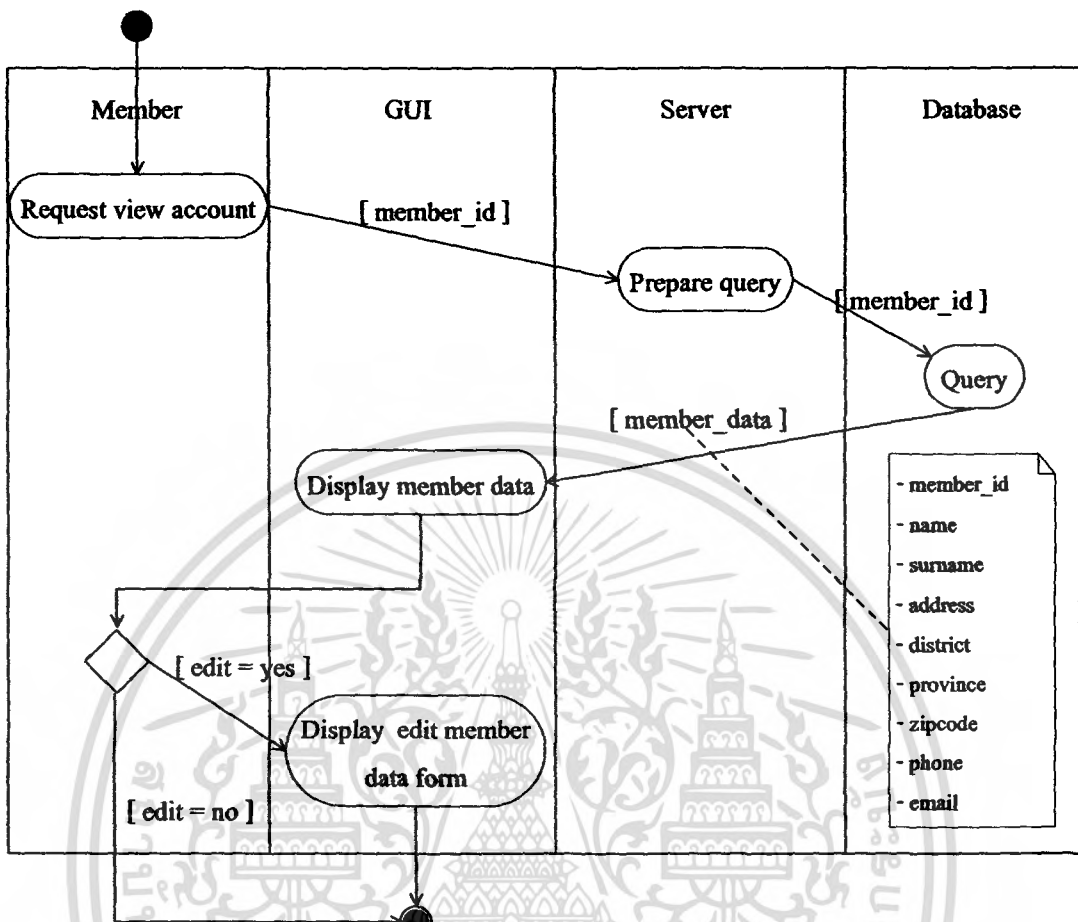 Member
GUI
Server
Database
Request view account
[ member_id ]
Prepare query
[ member_id ]
Query
[ member_data ]
Display member data
- member_id
- name
- surname
- address
- district
- province
- zipcode
- phone
- email
[ edit = yes ]
Display edit member
data form
[ edit = no ]